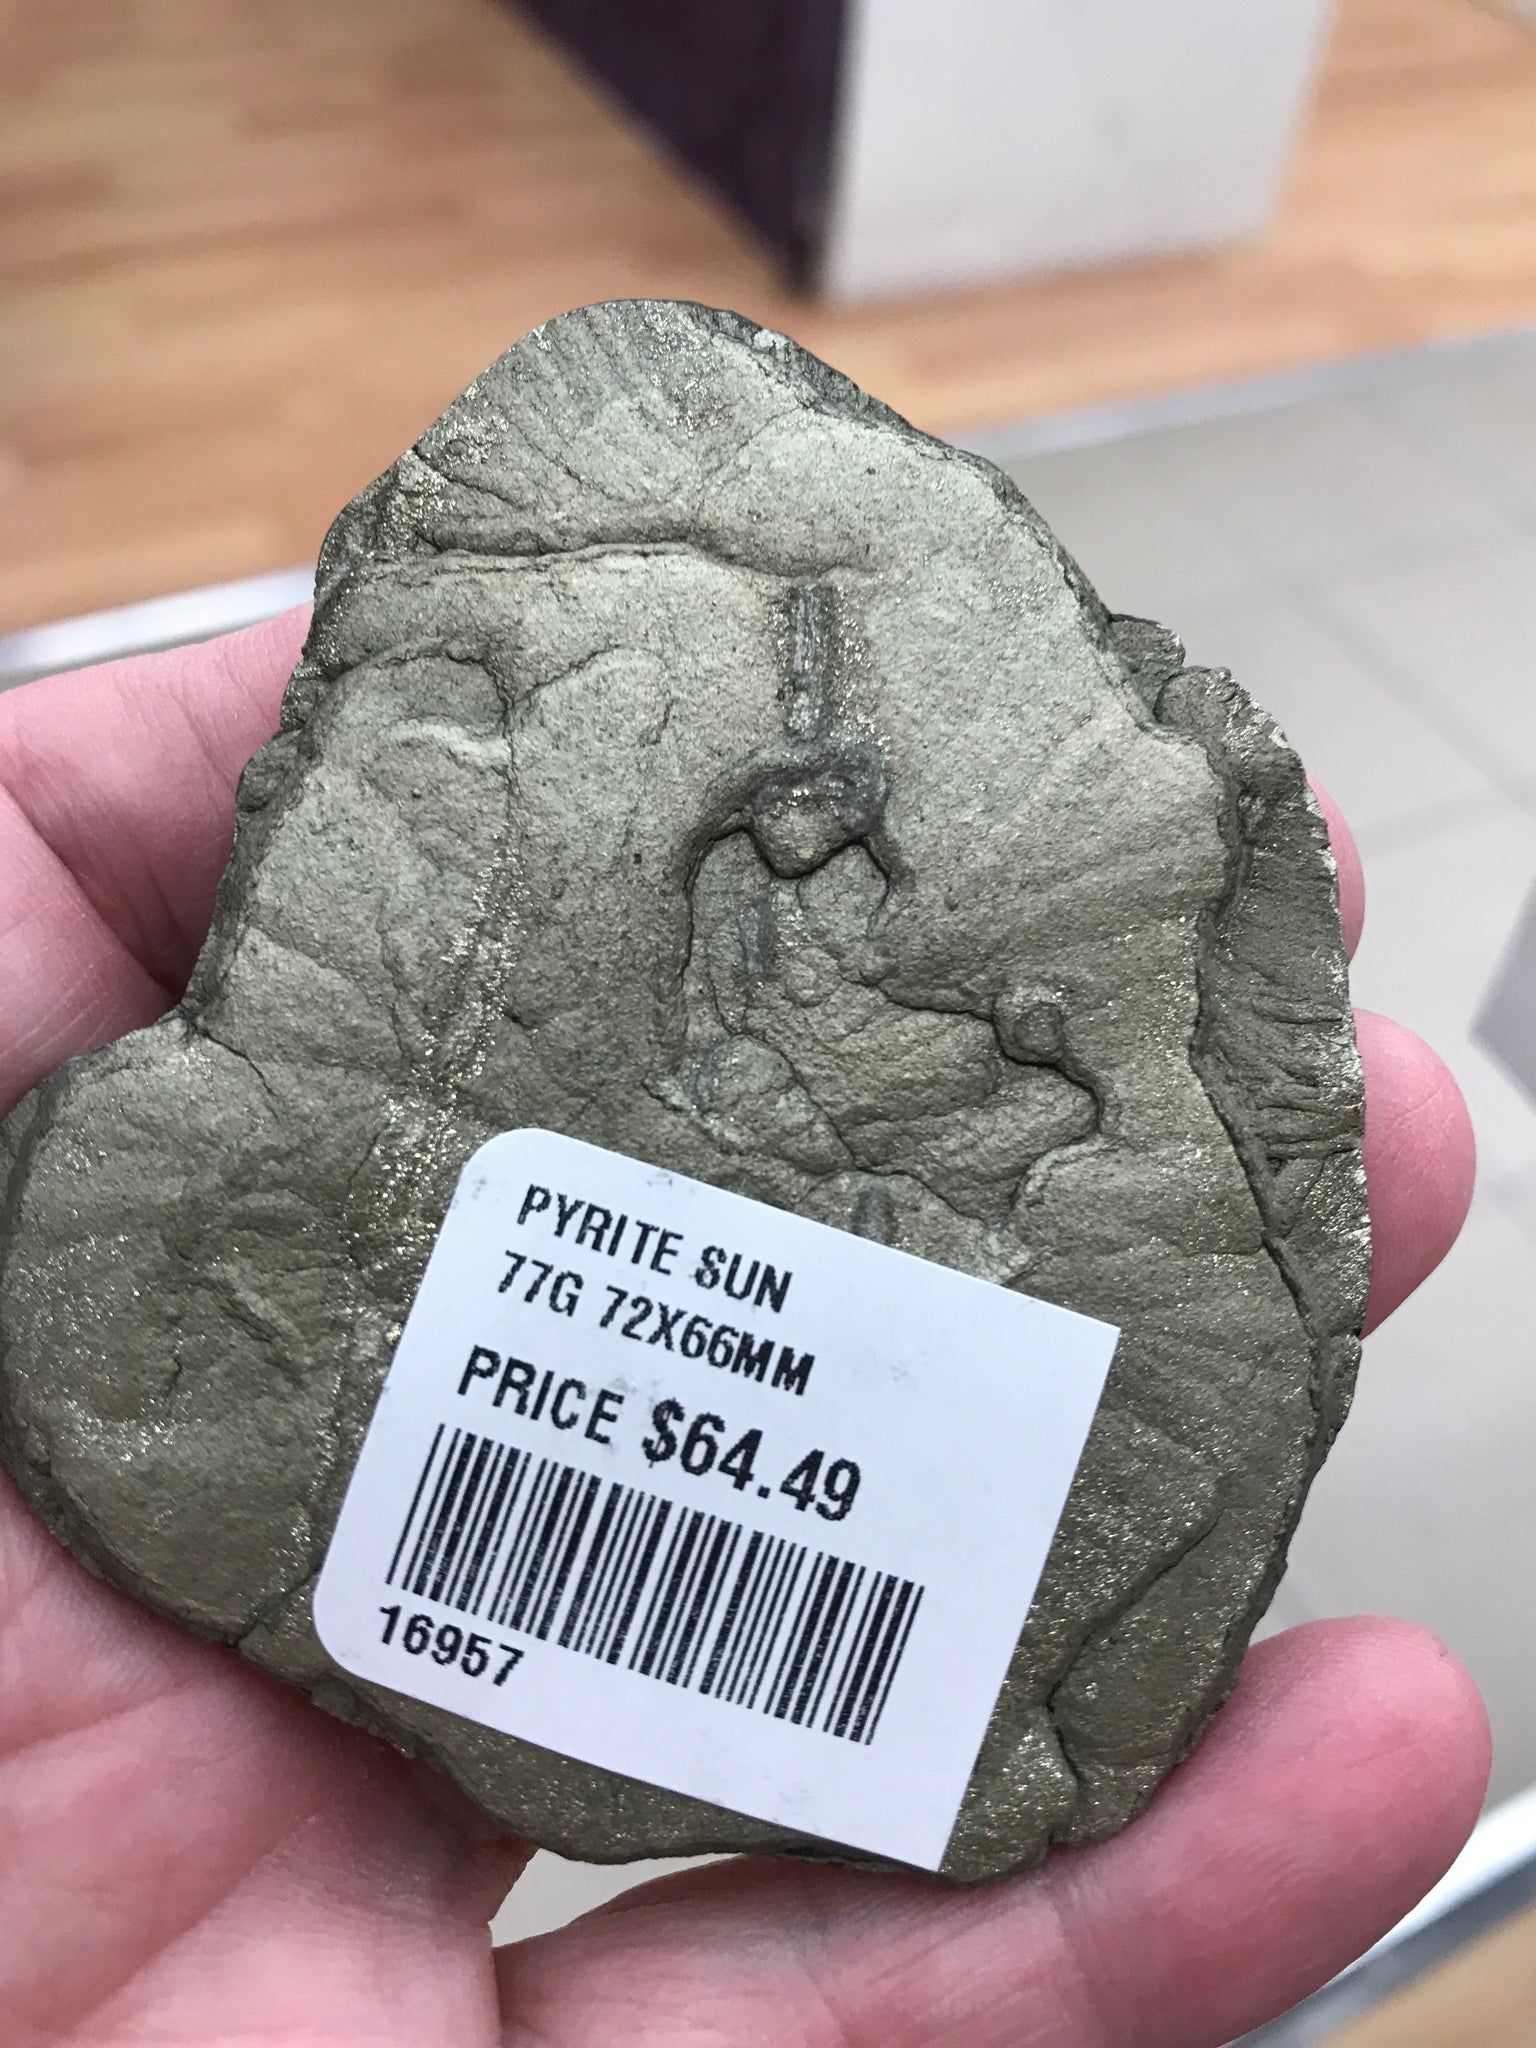 PYRITE SUN
77G 72X66MM
PRICE $64.49
16957